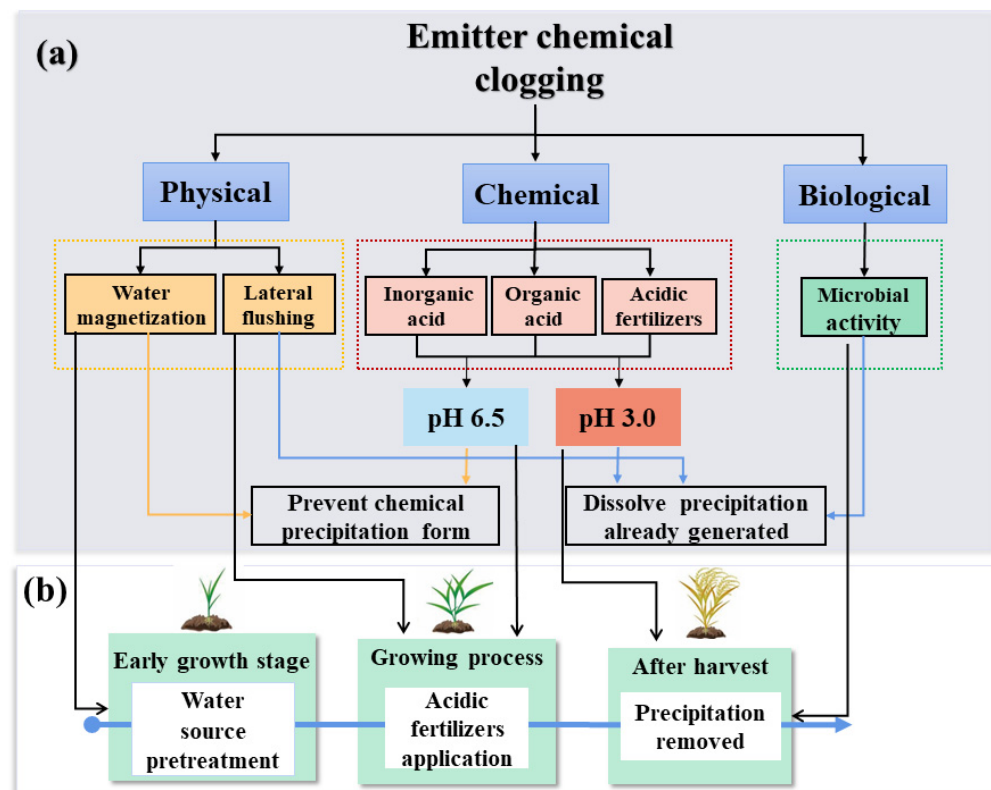 (a)
Emitter chemical
clogging
Physical
Chemical
Biological
Water
magnetization
Lateral
flushing
Inorganic
acid
Organic
acid
Acidic
fertilizers
Microbial
activity
pH 6.5
pH 3.0
Prevent chemical
precipitation form
Dissolve precipitation
already generated
(b)
Early growth stage
Water
source
pretreatment
Growing process
Acidic
fertilizers
application
After harvest
Precipitation
removed